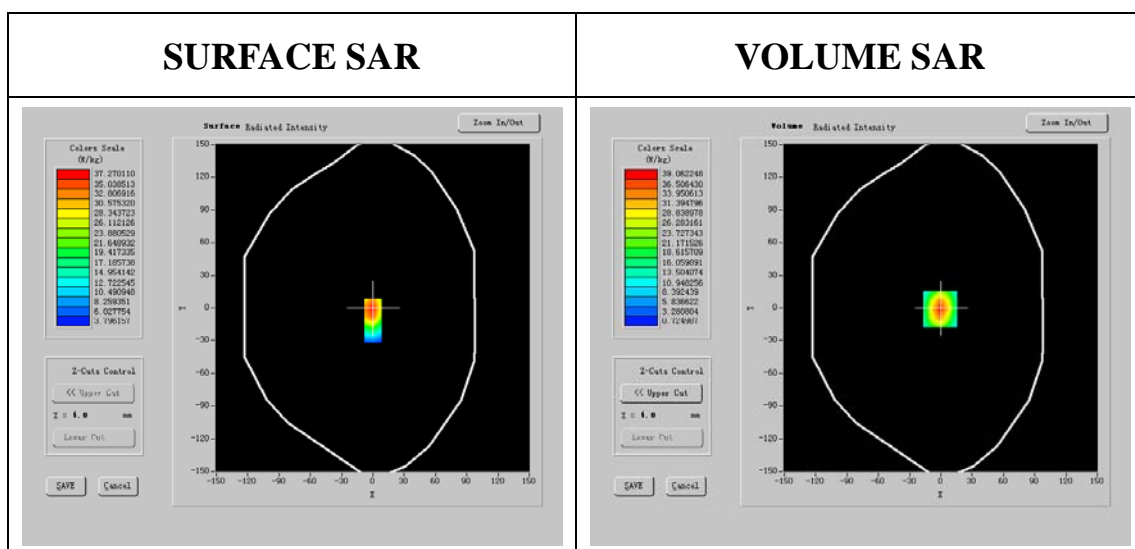 SURFACE SAR
VOLUME SAR
Surface Radiated Intensity
Zoom In/Out
Colors Scale
(W/kg)
37.270110
35.038513
32.806916
30.575320
28.343723
26.112126
23.880529
21.648932
19.417335
17.185738
14.954142
12.722545
10.490948
8.259351
6.027754
3.796157
150
90
60
30
0
-30
-60
-90
-120
-150
-150 -120 -90 -60 -30 0 30 60 90 120 150
X
Y
Z-Cuts Control
<< Upper Cut
Z = 4.0 mm
Lower Cut
SAVE Cancel
Volume Radiated Intensity
Zoom In/Out
Colors Scale
(W/kg)
39.062248
36.506430
33.950613
31.394796
28.838978
26.283161
23.727343
21.171526
18.615709
16.059891
13.504074
10.948256
8.392439
5.836622
3.280804
0.724987
150
90
60
30
0
-30
-60
-90
-120
-150
-150 -120 -90 -60 -30 0 30 60 90 120 150
X
Y
Z-Cuts Control
<< Upper Cut
Z = 4.0 mm
Lower Cut
SAVE Cancel